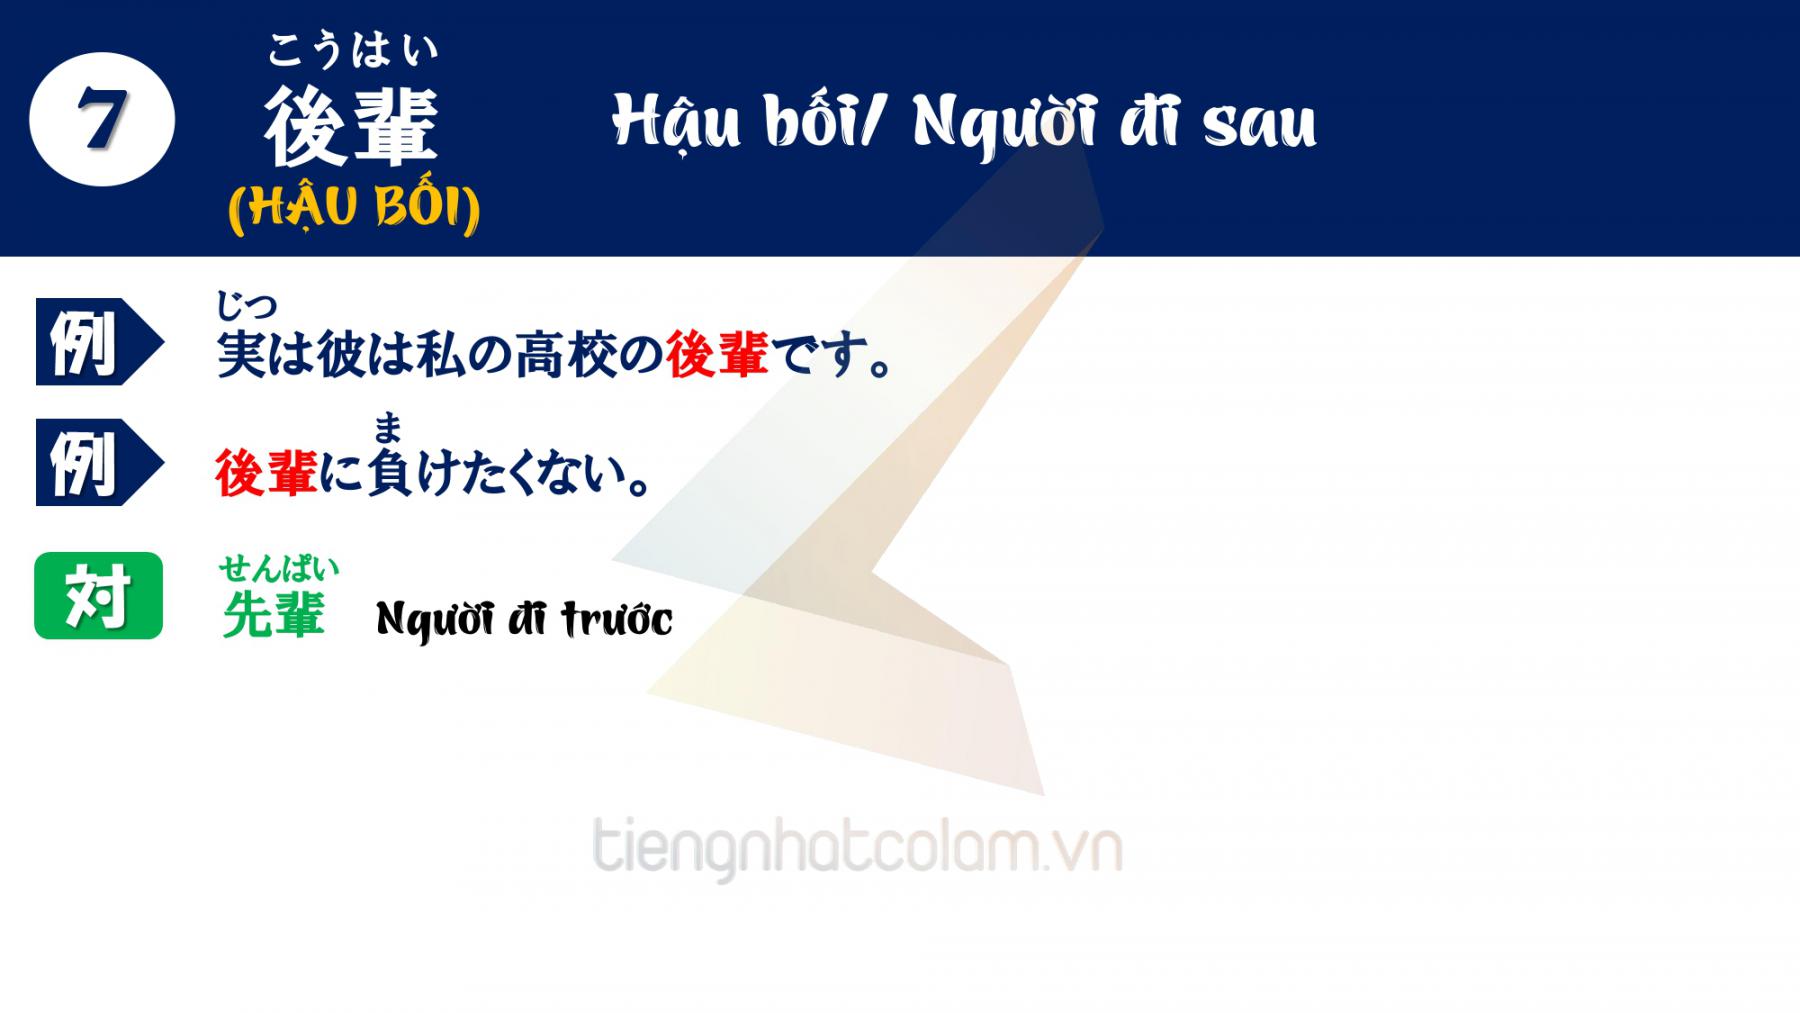 7
こうはい
後輩
(HẬU BỐI)
Hậu bối/ Người đi sau
例
じつ
実は彼は私の高校の後輩です。
例
ま
後輩に負けたくない。
対
せんぱい
先輩
Người đi trước
tiengnhatcolam.vn